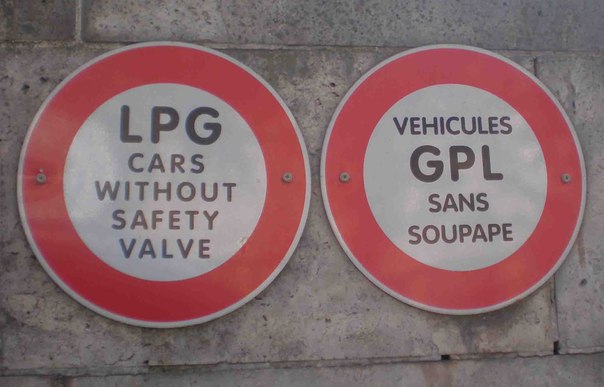 LPG
CARS
WITHOUT
SAFETY
VALVE
VEHICULES
GPL
SANS
SOUPAPE